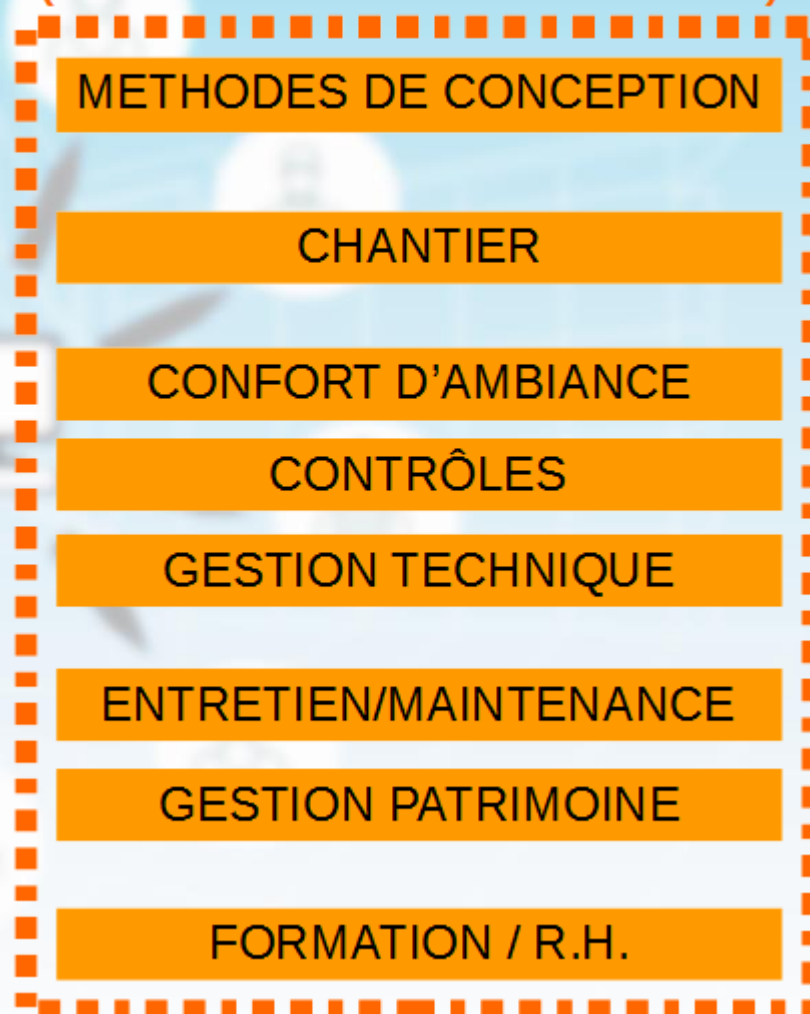 METHODES DE CONCEPTION
CHANTIER
CONFORT D’AMBIANCE
CONTRÔLES
GESTION TECHNIQUE
ENTRETIEN/MAINTENANCE
GESTION PATRIMOINE
FORMATION / R.H.